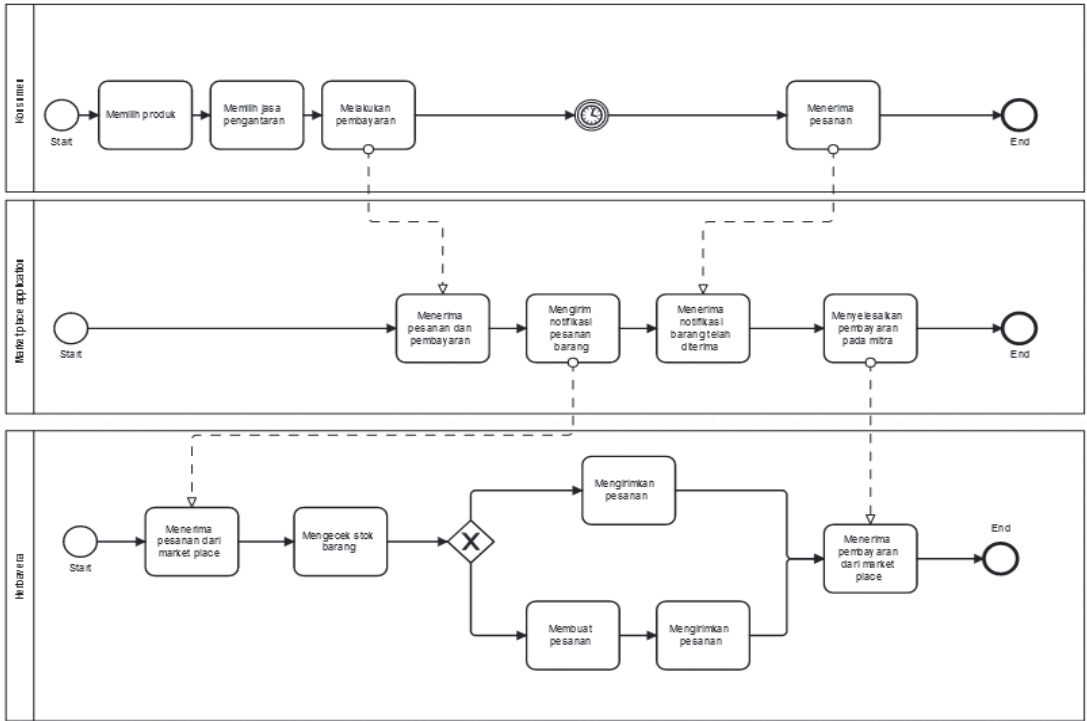 Konsumen
Start
Memilih produk
Memilih jasa
pengantaran
Melakukan
pembayaran
Menerima
pesanan
End
Marketplace application
Start
Menerima
pesanan dan
pembayaran
Mengirim
notifikasi
pesanan
barang
Menerima
notifikasi
barang telah
diterima
Menyelesaikan
pembayaran
pada mitra
End
Herbavera
Start
Menerima
pesanan dari
market place
Mengecek stok
barang
X
Mengirimkan
pesanan
Membuat
pesanan
Mengirimkan
pesanan
Menerima
pembayaran
dari market
place
End